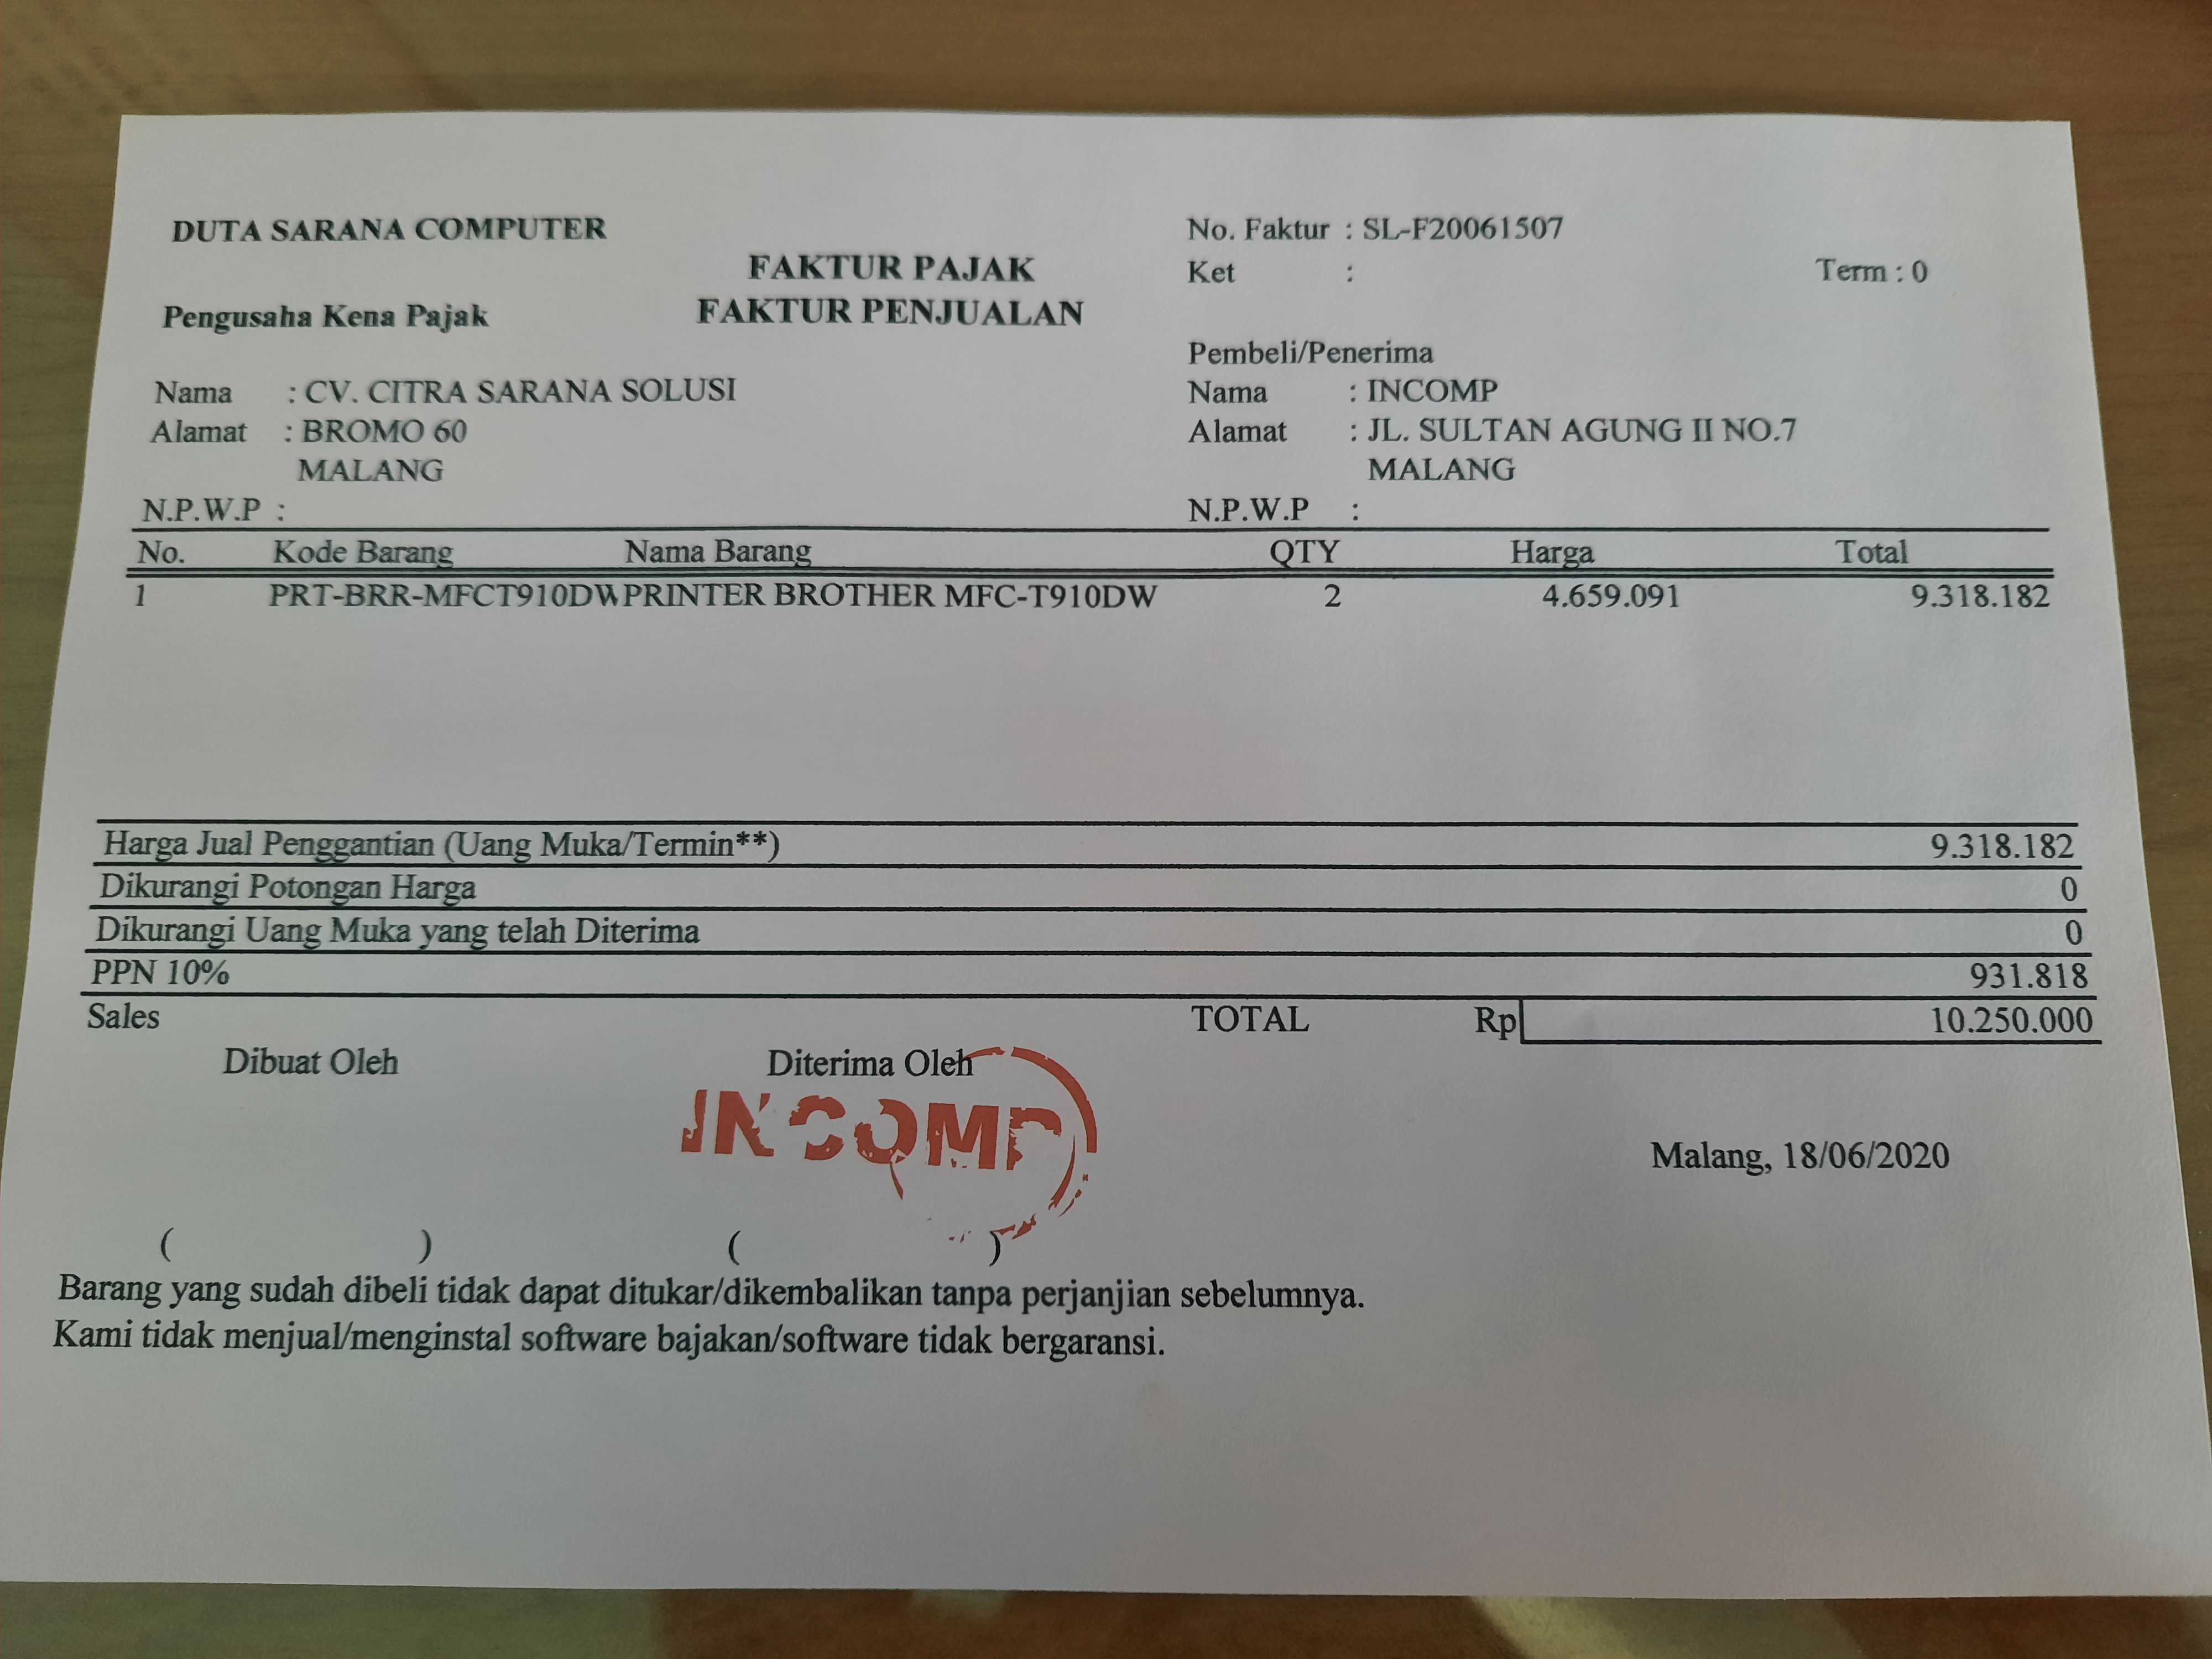 DUTA SARANA COMPUTER
FAKTUR PAJAK
FAKTUR PENJUALAN
Pengusaha Kena Pajak
Nama : CV. CITRA SARANA SOLUSI
Alamat : BROMO 60
MALANG
N.P.W.P :
No. Faktur : SL-F20061507
Ket : Term : 0
Pembeli/Penerima
Nama : INCOMP
Alamat : JL. SULTAN AGUNG II NO.7
MALANG
N.P.W.P :
No. Kode Barang Nama Barang QTY Harga Total
1 PRT-BRR-MFCT910DW PRINTER BROTHER MFC-T910DW 2 4.659.091 9.318.182
Harga Jual Penggantian (Uang Muka/Termin**) 9.318.182
Dikurangi Potongan Harga 0
Dikurangi Uang Muka yang telah Diterima 0
PPN 10% 931.818
Sales TOTAL Rp 10.250.000
Dibuat Oleh Diterima Oleh
INCOMP
Malang, 18/06/2020
( ) ( )
Barang yang sudah dibeli tidak dapat ditukar/dikembalikan tanpa perjanjian sebelumnya.
Kami tidak menjual/menginstal software bajakan/software tidak bergaransi.